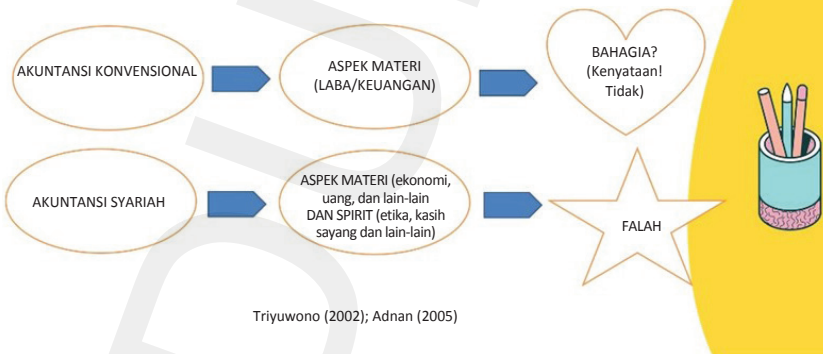 AKUNTANSI KONVENSIONAL
ASPEK MATERI
(LABA/KEUANGAN)
BAHAGIA?
(Kenyataan!
Tidak)
AKUNTANSI SYARIAH
ASPEK MATERI (ekonomi,
uang, dan lain-lain
DAN SPIRIT (etika, kasih
sayang dan lain-lain)
FALAH
Triyuwono (2002); Adnan (2005)